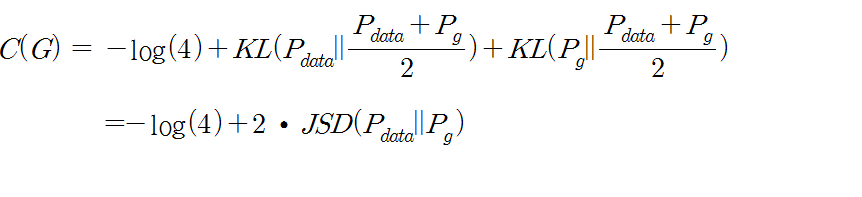 C(G) = −log(4)+KL(P_data||(P_data+P_g)/2)+KL(P_g||(P_data+P_g)/2)
=−log(4)+2 • JSD(P_data||P_g)